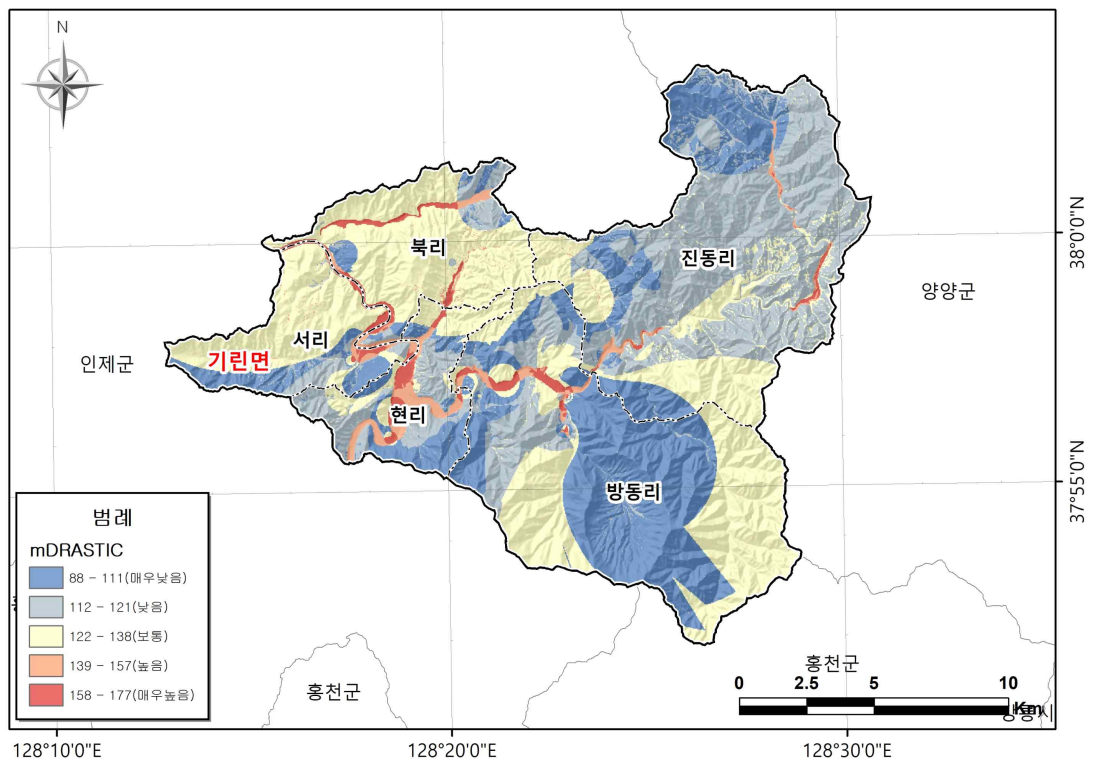 N
북리
진동리
38°0'0"N
양양군
서리
인제군
기린면
현리
37°55'0"N
방동리
범례
mDRASTIC
88 - 111(매우낮음)
112 - 121(낮음)
122 - 138(보통)
139 - 157(높음)
158 - 177(매우높음)
홍천군
홍천군
0 2.5 5 10
Km
128°10'0"E 128°20'0"E 128°30'0"E